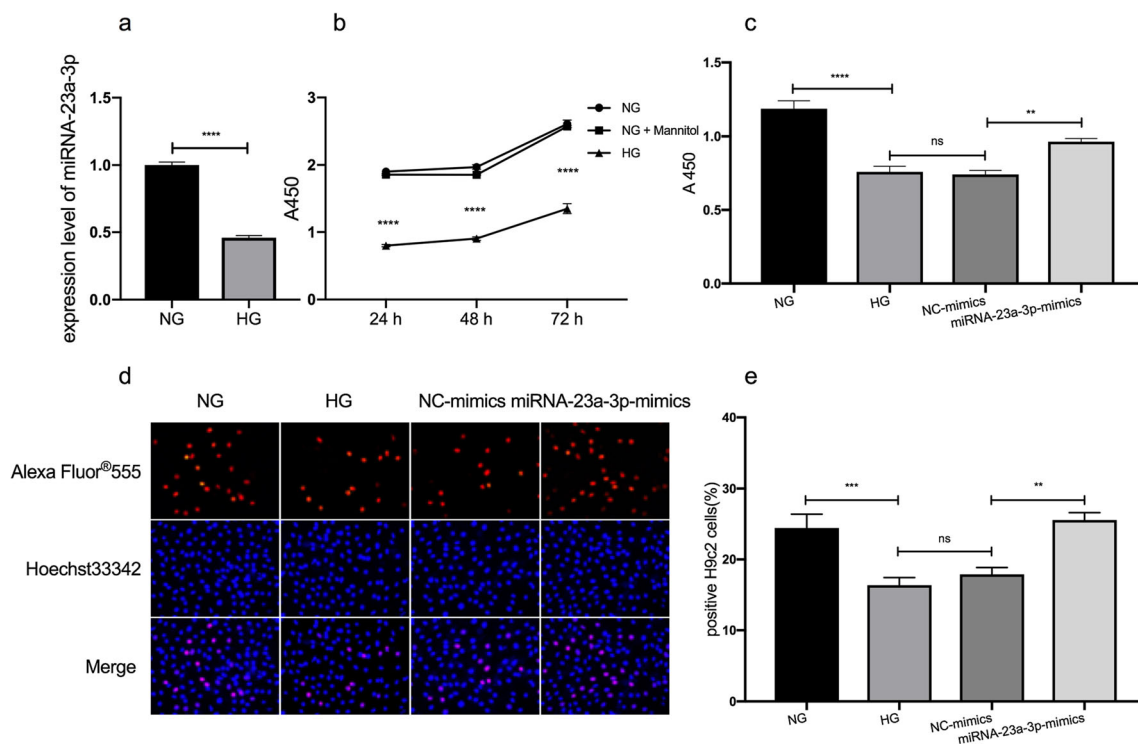 a
expression level of miRNA-23a-3p
1.5
1.0
0.5
0.0
****
NG
HG
b
A450
3
2
1
0
NG
NG + Mannitol
HG
****
****
****
24 h
48 h
72 h
c
A 450
1.5
1.0
0.5
0.0
****
ns
**
NG
HG
NC-mimics
miRNA-23a-3p-mimics
d
NG
HG
NC-mimics
miRNA-23a-3p-mimics
Alexa Fluor®555
Hoechst33342
Merge
e
positive H9c2 cells(%)
40
30
20
10
0
***
ns
**
NG
HG
NC-mimics
miRNA-23a-3p-mimics